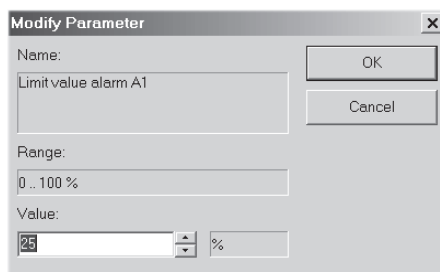 Modify Parameter
Name:
Limit value alarm A1
OK
Cancel
Range:
0 .. 100 %
Value:
25
%